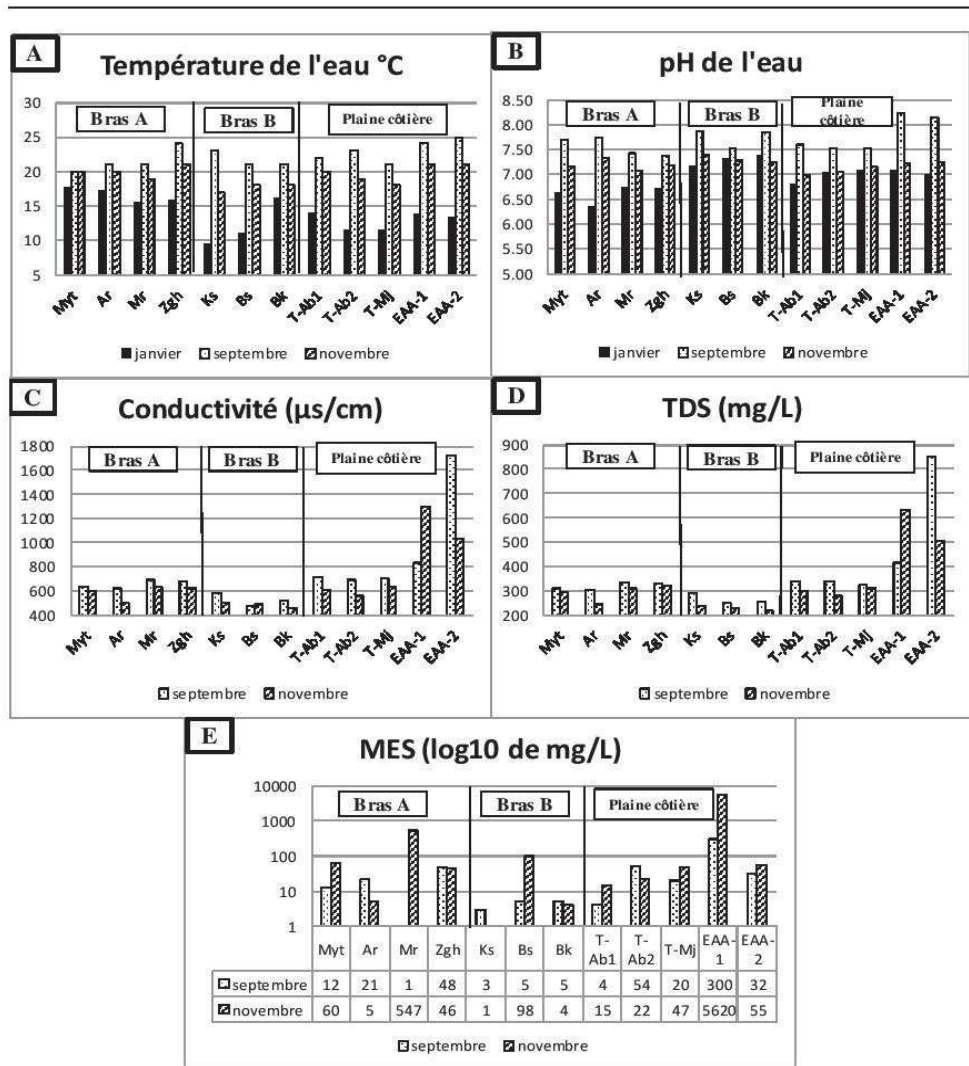 A
Température de l'eau °C
30
25
20
15
10
5
Bras A
Bras B
Plaine côtière
Myt Ar Mr Zgh Ks Bs Bk T-Ab1 T-Ab2 T-Mj EAA-1 EAA-2
janvier septembre novembre
B
pH de l'eau
8.50
8.00
7.50
7.00
6.50
6.00
5.50
5.00
Bras A
Bras B
Plaine
côtière
Myt Ar Mr Zgh Ks Bs Bk T-Ab1 T-Ab2 T-Mj EAA-1 EAA-2
janvier septembre novembre
C
Conductivité (µs/cm)
1800
1600
1400
1200
1000
800
600
400
Bras A
Bras B
Plaine côtière
Myt Ar Mr Zgh Ks Bs Bk T-Ab1 T-Ab2 T-Mj EAA-1 EAA-2
septembre novembre
D
TDS (mg/L)
900
800
700
600
500
400
300
200
Bras A
Bras B
Plaine côtière
Myt Ar Mr Zgh Ks Bs Bk T-Ab1 T-Ab2 T-Mj EAA-1 EAA-2
septembre novembre
E
MES (log10 de mg/L)
10000
1000
100
10
1
Bras A
Bras B
Plaine côtière
Myt Ar Mr Zgh Ks Bs Bk T-Ab1 T-Ab2 T-Mj EAA-1 EAA-2
septembre 12 21 1 48 3 5 5 4 54 20 300 32
novembre 60 5 547 46 1 98 4 15 22 47 5620 55
septembre novembre